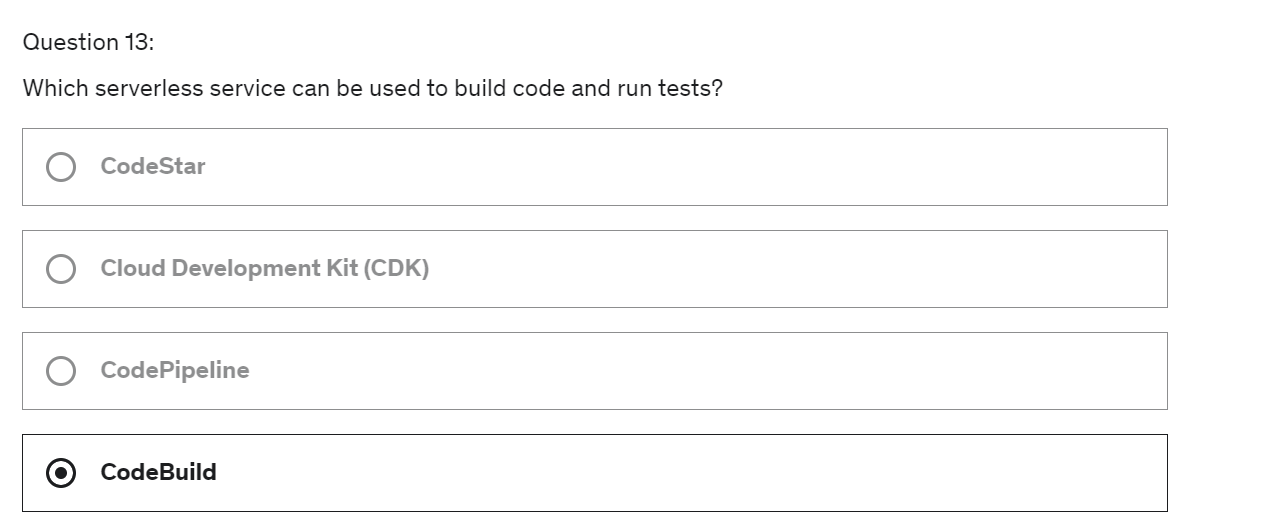 Question 13:
Which serverless service can be used to build code and run tests?
CodeStar
Cloud Development Kit (CDK)
CodePipeline
CodeBuild